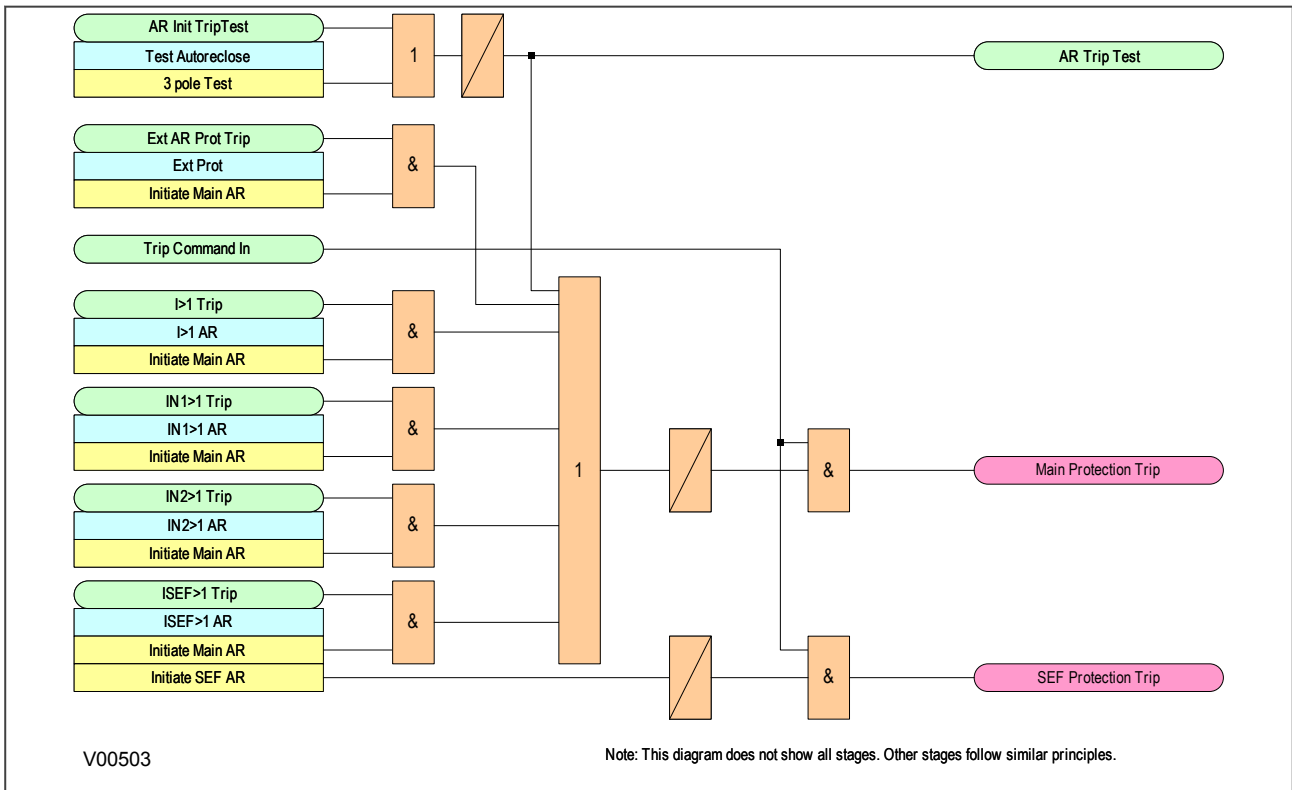 AR Init TripTest
Test Autoreclose
3 pole Test
1
AR Trip Test
Ext AR Prot Trip
Ext Prot
Initiate Main AR
&
Trip Command In
I>1 Trip
I>1 AR
Initiate Main AR
&
IN1>1 Trip
IN1>1 AR
Initiate Main AR
&
IN2>1 Trip
IN2>1 AR
Initiate Main AR
&
ISEF>1 Trip
ISEF>1 AR
Initiate Main AR
Initiate SEF AR
&
1
&
Main Protection Trip
&
SEF Protection Trip
V00503
Note: This diagram does not show all stages. Other stages follow similar principles.